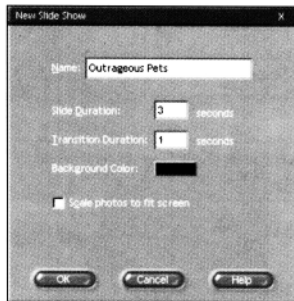 New Slide Show X
Name: Outrageous Pets
Slide Duration: 3 seconds
Transition Duration: 1 seconds
Background Color:
Scale photos to fit screen
OK Cancel Help